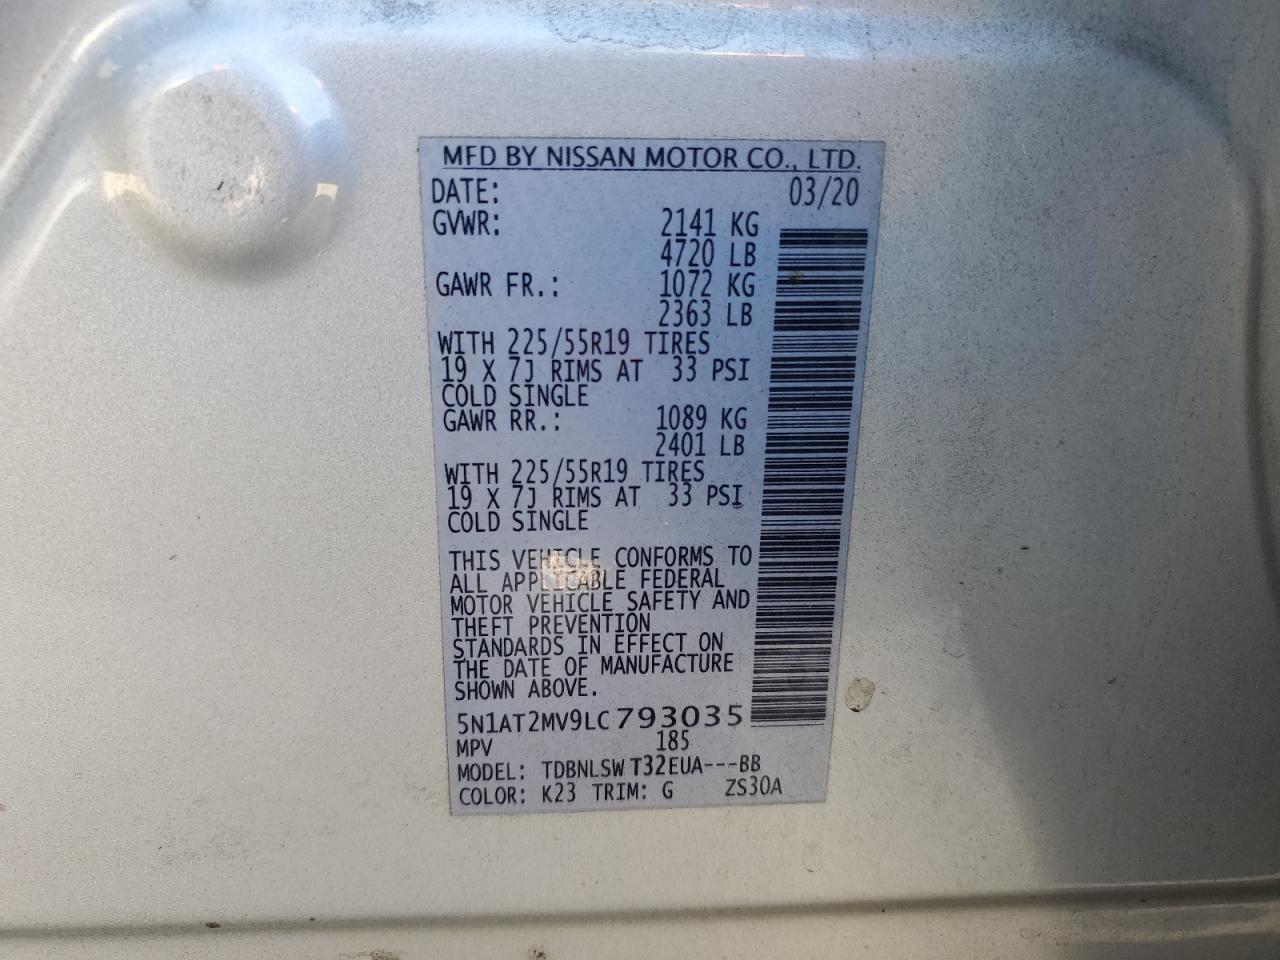 MFD BY NISSAN MOTOR CO., LTD.
DATE: 03/20
GVWR: 2141 KG
4720 LB
GAWR FR.: 1072 KG
2363 LB
WITH 225/55R19 TIRES
19 X 7J RIMS AT 33 PSI
COLD SINGLE
GAWR RR.: 1089 KG
2401 LB
WITH 225/55R19 TIRES
19 X 7J RIMS AT 33 PSI
COLD SINGLE
THIS VEHICLE CONFORMS TO
ALL APPLICABLE FEDERAL
MOTOR VEHICLE SAFETY AND
THEFT PREVENTION
STANDARDS IN EFFECT ON
THE DATE OF MANUFACTURE
SHOWN ABOVE.
5N1AT2MV9LC793035
MPV 185
MODEL: TDBNLSW T32EUA---BB
COLOR: K23 TRIM: G ZS30A